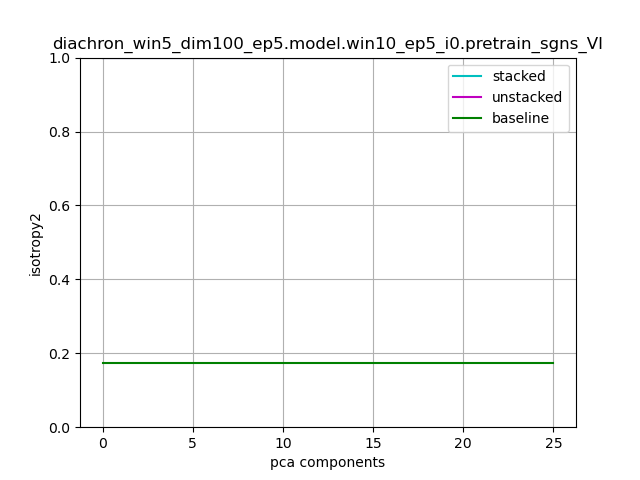 diachron_win5_dim100_ep5.model.win10_ep5_i0.pretrain_sgns_VI
1.0
stacked
unstacked
baseline
0.8
0.6
isotropy2
0.4
0.2
0.0
0 5 10 15 20 25
pca components